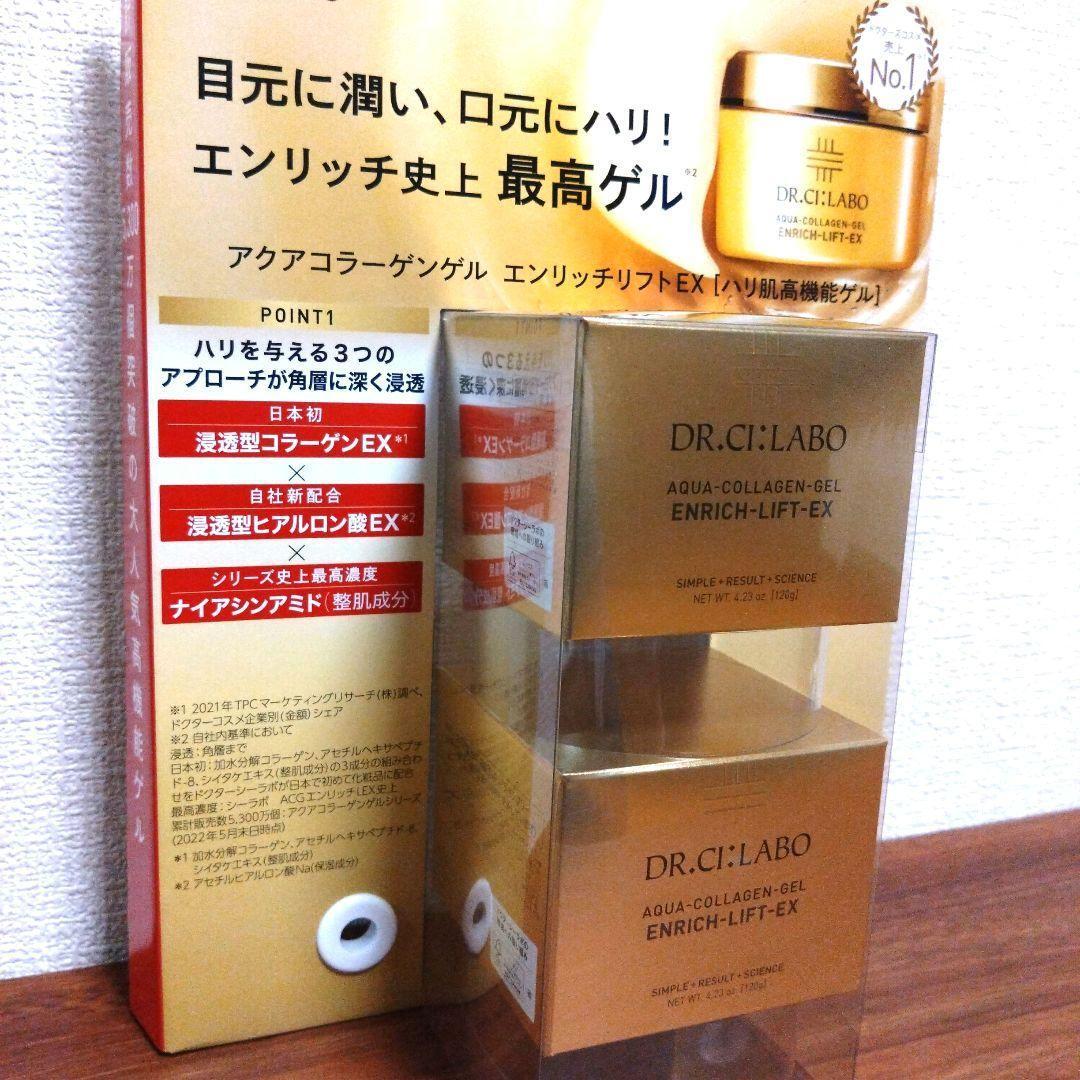 目元に潤い、口元にハリ!
エンリッチ史上 最高ゲル※2
アクアコラーゲンゲル エンリッチリフトEX [ハリ肌高機能ゲル]
ドクターズコスメ
売上
No.1
DR.CI:LABO
AQUA-COLLAGEN-GEL
ENRICH-LIFT-EX
POINT1
ハリを与える3つの
アプローチが角層に深く浸透
日本初
浸透型コラーゲンEX*1
×
自社新配合
浸透型ヒアルロン酸EX*2
×
シリーズ史上最高濃度
ナイアシンアミド(整肌成分)
※1 2021年TPCマーケティングリサーチ(株)調べ、
ドクターコスメ企業別(金額)シェア
※2 自社内基準において
浸透:角層まで
日本初:加水分解コラーゲン、アセチルヘキサペプチ
ド-8、シイタケエキス(整肌成分)の3成分の組み合わ
せをドクターシーラボが日本で初めて化粧品に配合
最高濃度:シーラボ ACGエンリッチLEX史上
累計販売数5,300万個:アクアコラーゲンゲルシリーズ
(2022年5月末日時点)
*1 加水分解コラーゲン、アセチルヘキサペプチド-8、
シイタケエキス(整肌成分)
*2 アセチルヒアルロン酸Na(保湿成分)
万個突破の大人気高機能ゲル
DR.CI:LABO
AQUA-COLLAGEN-GEL
ENRICH-LIFT-EX
SIMPLE+RESULT+SCIENCE
NET WT. 4.23 oz. [120g]
DR.CI:LABO
AQUA-COLLAGEN-GEL
ENRICH-LIFT-EX
SIMPLE+RESULT+SCIENCE
NET WT. 4.23 oz. [120g]